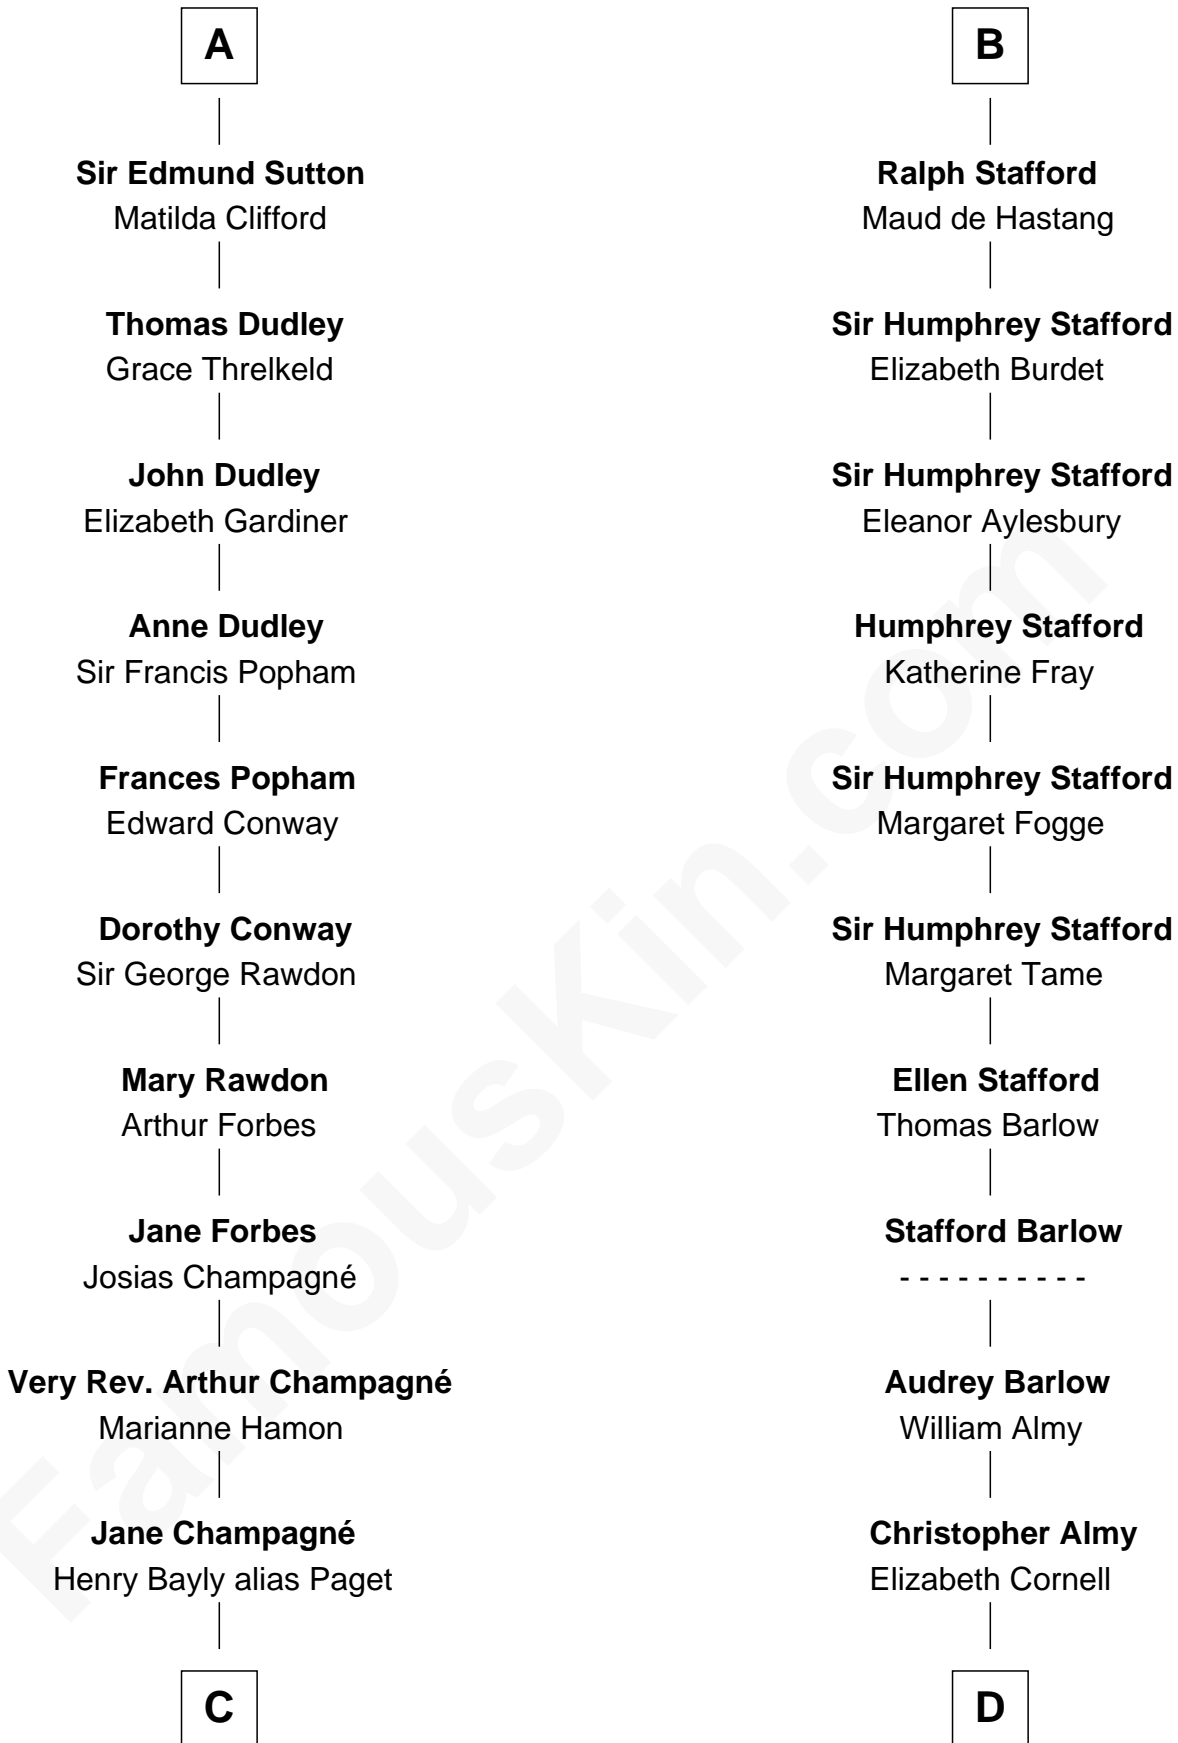 A
Sir Edmund Sutton
Matilda Clifford
Thomas Dudley
Grace Threlkeld
John Dudley
Elizabeth Gardiner
Anne Dudley
Sir Francis Popham
Frances Popham
Edward Conway
Dorothy Conway
Sir George Rawdon
Mary Rawdon
Arthur Forbes
Jane Forbes
Josias Champagné
Very Rev. Arthur Champagné
Marianne Hamon
Jane Champagné
Henry Bayly alias Paget
C
B
Ralph Stafford
Maud de Hastang
Sir Humphrey Stafford
Elizabeth Burdet
Sir Humphrey Stafford
Eleanor Aylesbury
Humphrey Stafford
Katherine Fray
Sir Humphrey Stafford
Margaret Fogge
Sir Humphrey Stafford
Margaret Tame
Ellen Stafford
Thomas Barlow
Stafford Barlow
- - - - - - - - - -
Audrey Barlow
William Almy
Christopher Almy
Elizabeth Cornell
D
FamousKin.com